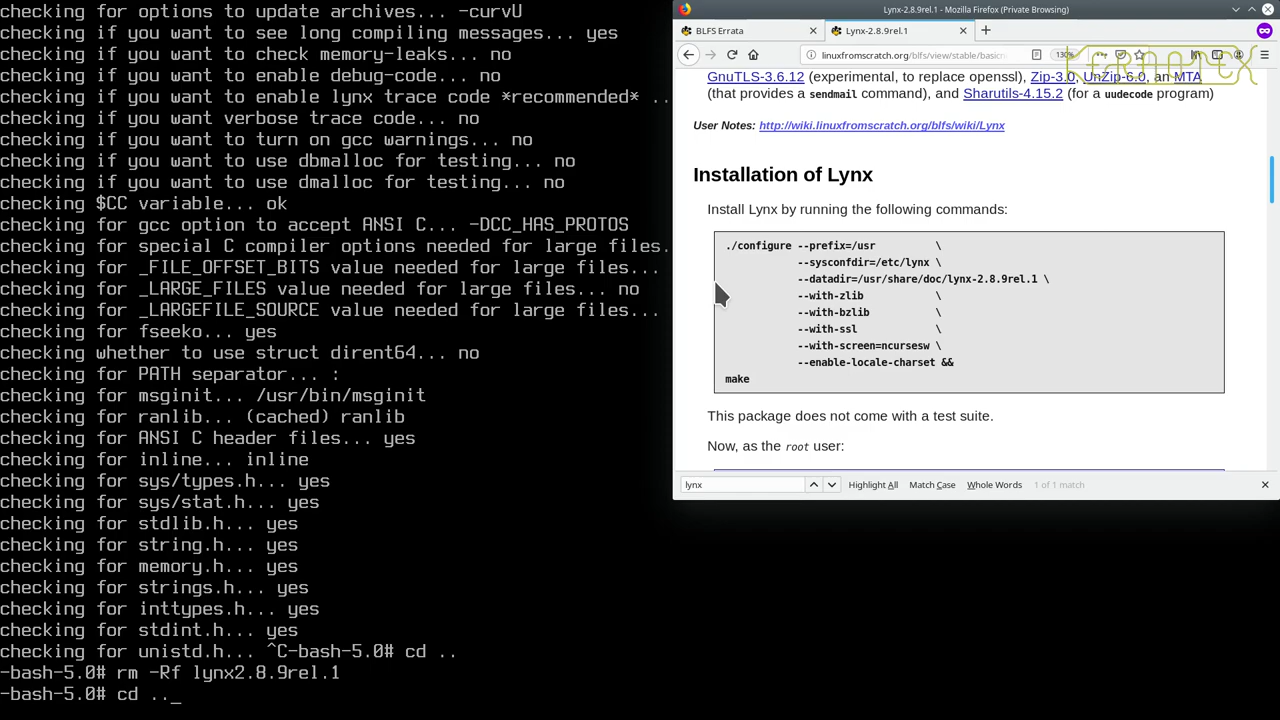 checking for options to update archives... -curvU
checking if you want to see long compiling messages... yes
checking if you want to check memory-leaks... no
checking if you want to enable debug-code... no
checking if you want to enable lynx trace code *recommended* ...
checking if you want verbose trace code... no
checking if you want to turn on gcc warnings... no
checking if you want to use dbmalloc for testing... no
checking if you want to use dmalloc for testing... no
checking $CC variable... ok
checking for gcc option to accept ANSI C... -DCC_HAS_PROTOS
checking for special C compiler options needed for large files.
checking for _FILE_OFFSET_BITS value needed for large files...
checking for _LARGE_FILES value needed for large files... no
checking for _LARGEFILE_SOURCE value needed for large files...
checking for fseeko... yes
checking whether to use struct dirent64... no
checking for PATH separator... :
checking for msginit... /usr/bin/msginit
checking for ranlib... (cached) ranlib
checking for ANSI C header files... yes
checking for inline... inline
checking for sys/types.h... yes
checking for sys/stat.h... yes
checking for stdlib.h... yes
checking for string.h... yes
checking for memory.h... yes
checking for strings.h... yes
checking for inttypes.h... yes
checking for stdint.h... yes
checking for unistd.h... ^C-bash-5.0# cd ..
-bash-5.0# rm -Rf lynx2.8.9rel.1
-bash-5.0# cd .._
Lynx-2.8.9rel.1 - Mozilla Firefox (Private Browsing)
BLFS Errata
Lynx-2.8.9rel.1
linuxfromscratch.org/blfs/view/stable/basic
130%
GnuTLS-3.6.12 (experimental, to replace openssl), Zip-3.0, UnZip-6.0, an MTA
(that provides a sendmail command), and Sharutils-4.15.2 (for a uudecode program)
User Notes: http://wiki.linuxfromscratch.org/blfs/wiki/Lynx
Installation of Lynx
Install Lynx by running the following commands:
./configure --prefix=/usr \
--sysconfdir=/etc/lynx \
--datadir=/usr/share/doc/lynx-2.8.9rel.1 \
--with-zlib \
--with-bzlib \
--with-ssl \
--with-screen=ncursesw \
--enable-locale-charset &&
make
This package does not come with a test suite.
Now, as the root user:
lynx
Highlight All
Match Case
Whole Words
1 of 1 match